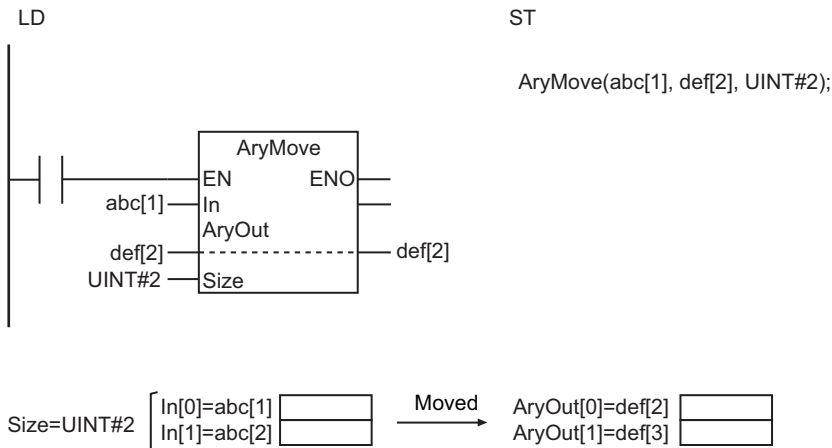 LD
ST
AryMove(abc[1], def[2], UINT#2);
AryMove
EN ENO
abc[1] In
AryOut
def[2] def[2]
UINT#2 Size
Size=UINT#2
In[0]=abc[1]
In[1]=abc[2]
Moved
AryOut[0]=def[2]
AryOut[1]=def[3]